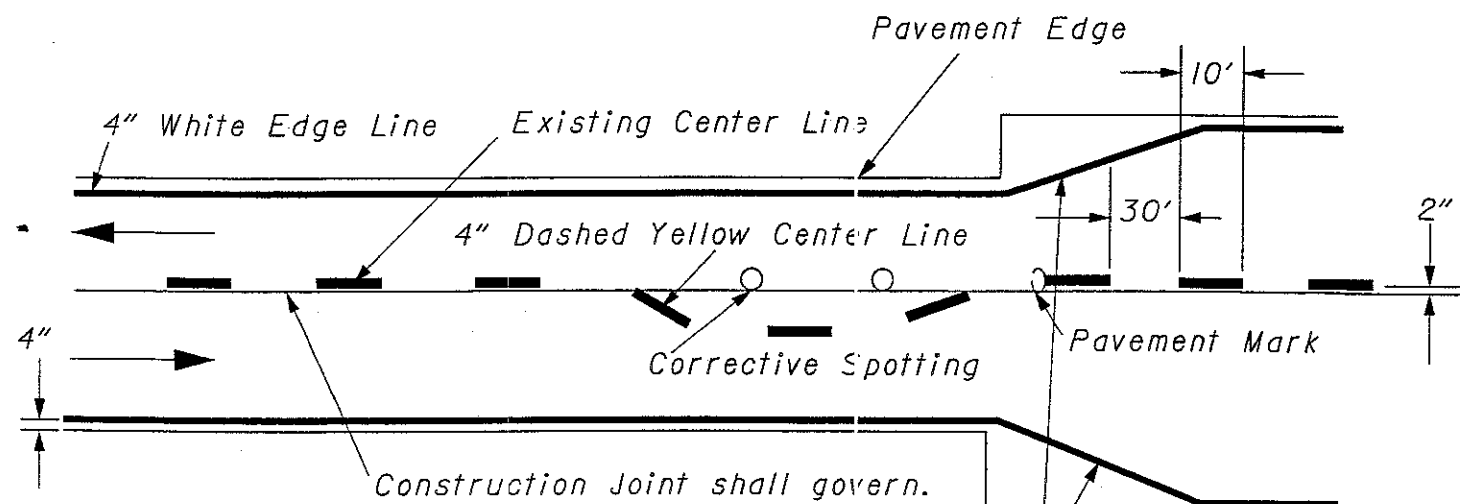 Pavement Edge
10'
4" White Edge Line
Existing Center Line
30'
2"
4" Dashed Yellow Center Line
4"
Pavement Mark
Corrective Spotting
Construction Joint shall govern.